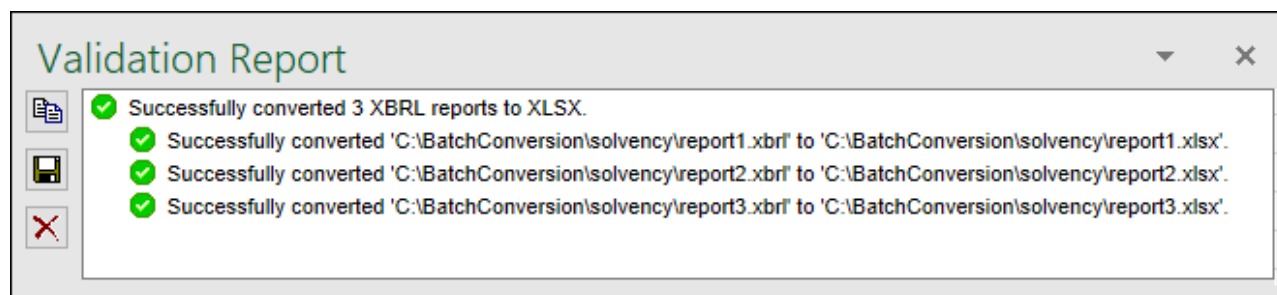 Validation Report
Successfully converted 3 XBRL reports to XLSX.
Successfully converted 'C:\BatchConversion\solvency\report1.xbrl' to 'C:\BatchConversion\solvency\report1.xlsx'.
Successfully converted 'C:\BatchConversion\solvency\report2.xbrl' to 'C:\BatchConversion\solvency\report2.xlsx'.
Successfully converted 'C:\BatchConversion\solvency\report3.xbrl' to 'C:\BatchConversion\solvency\report3.xlsx'.